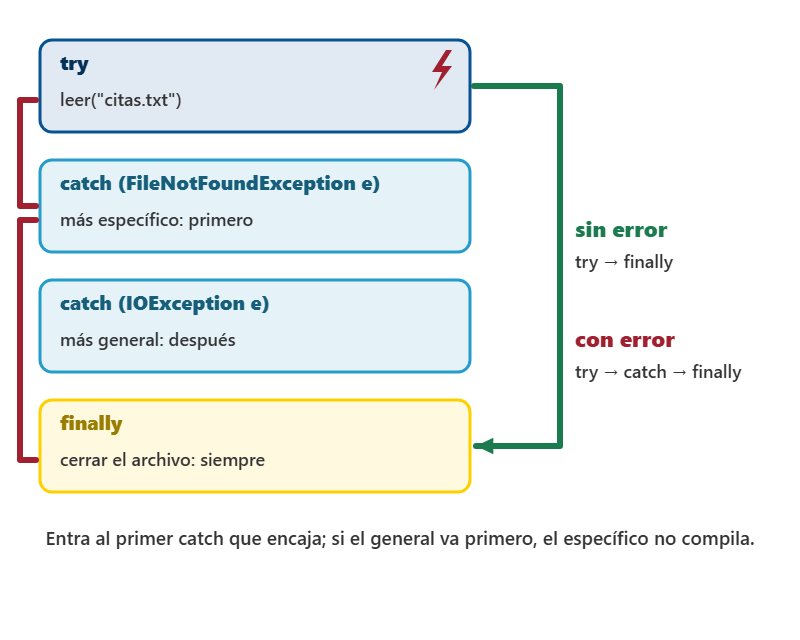 try
leer("citas.txt")
catch (FileNotFoundException e)
más específico: primero
sin error
try → finally
catch (IOException e)
más general: después
con error
try → catch → finally
finally
cerrar el archivo: siempre
Entra al primer catch que encaja; si el general va primero, el específico no compila.